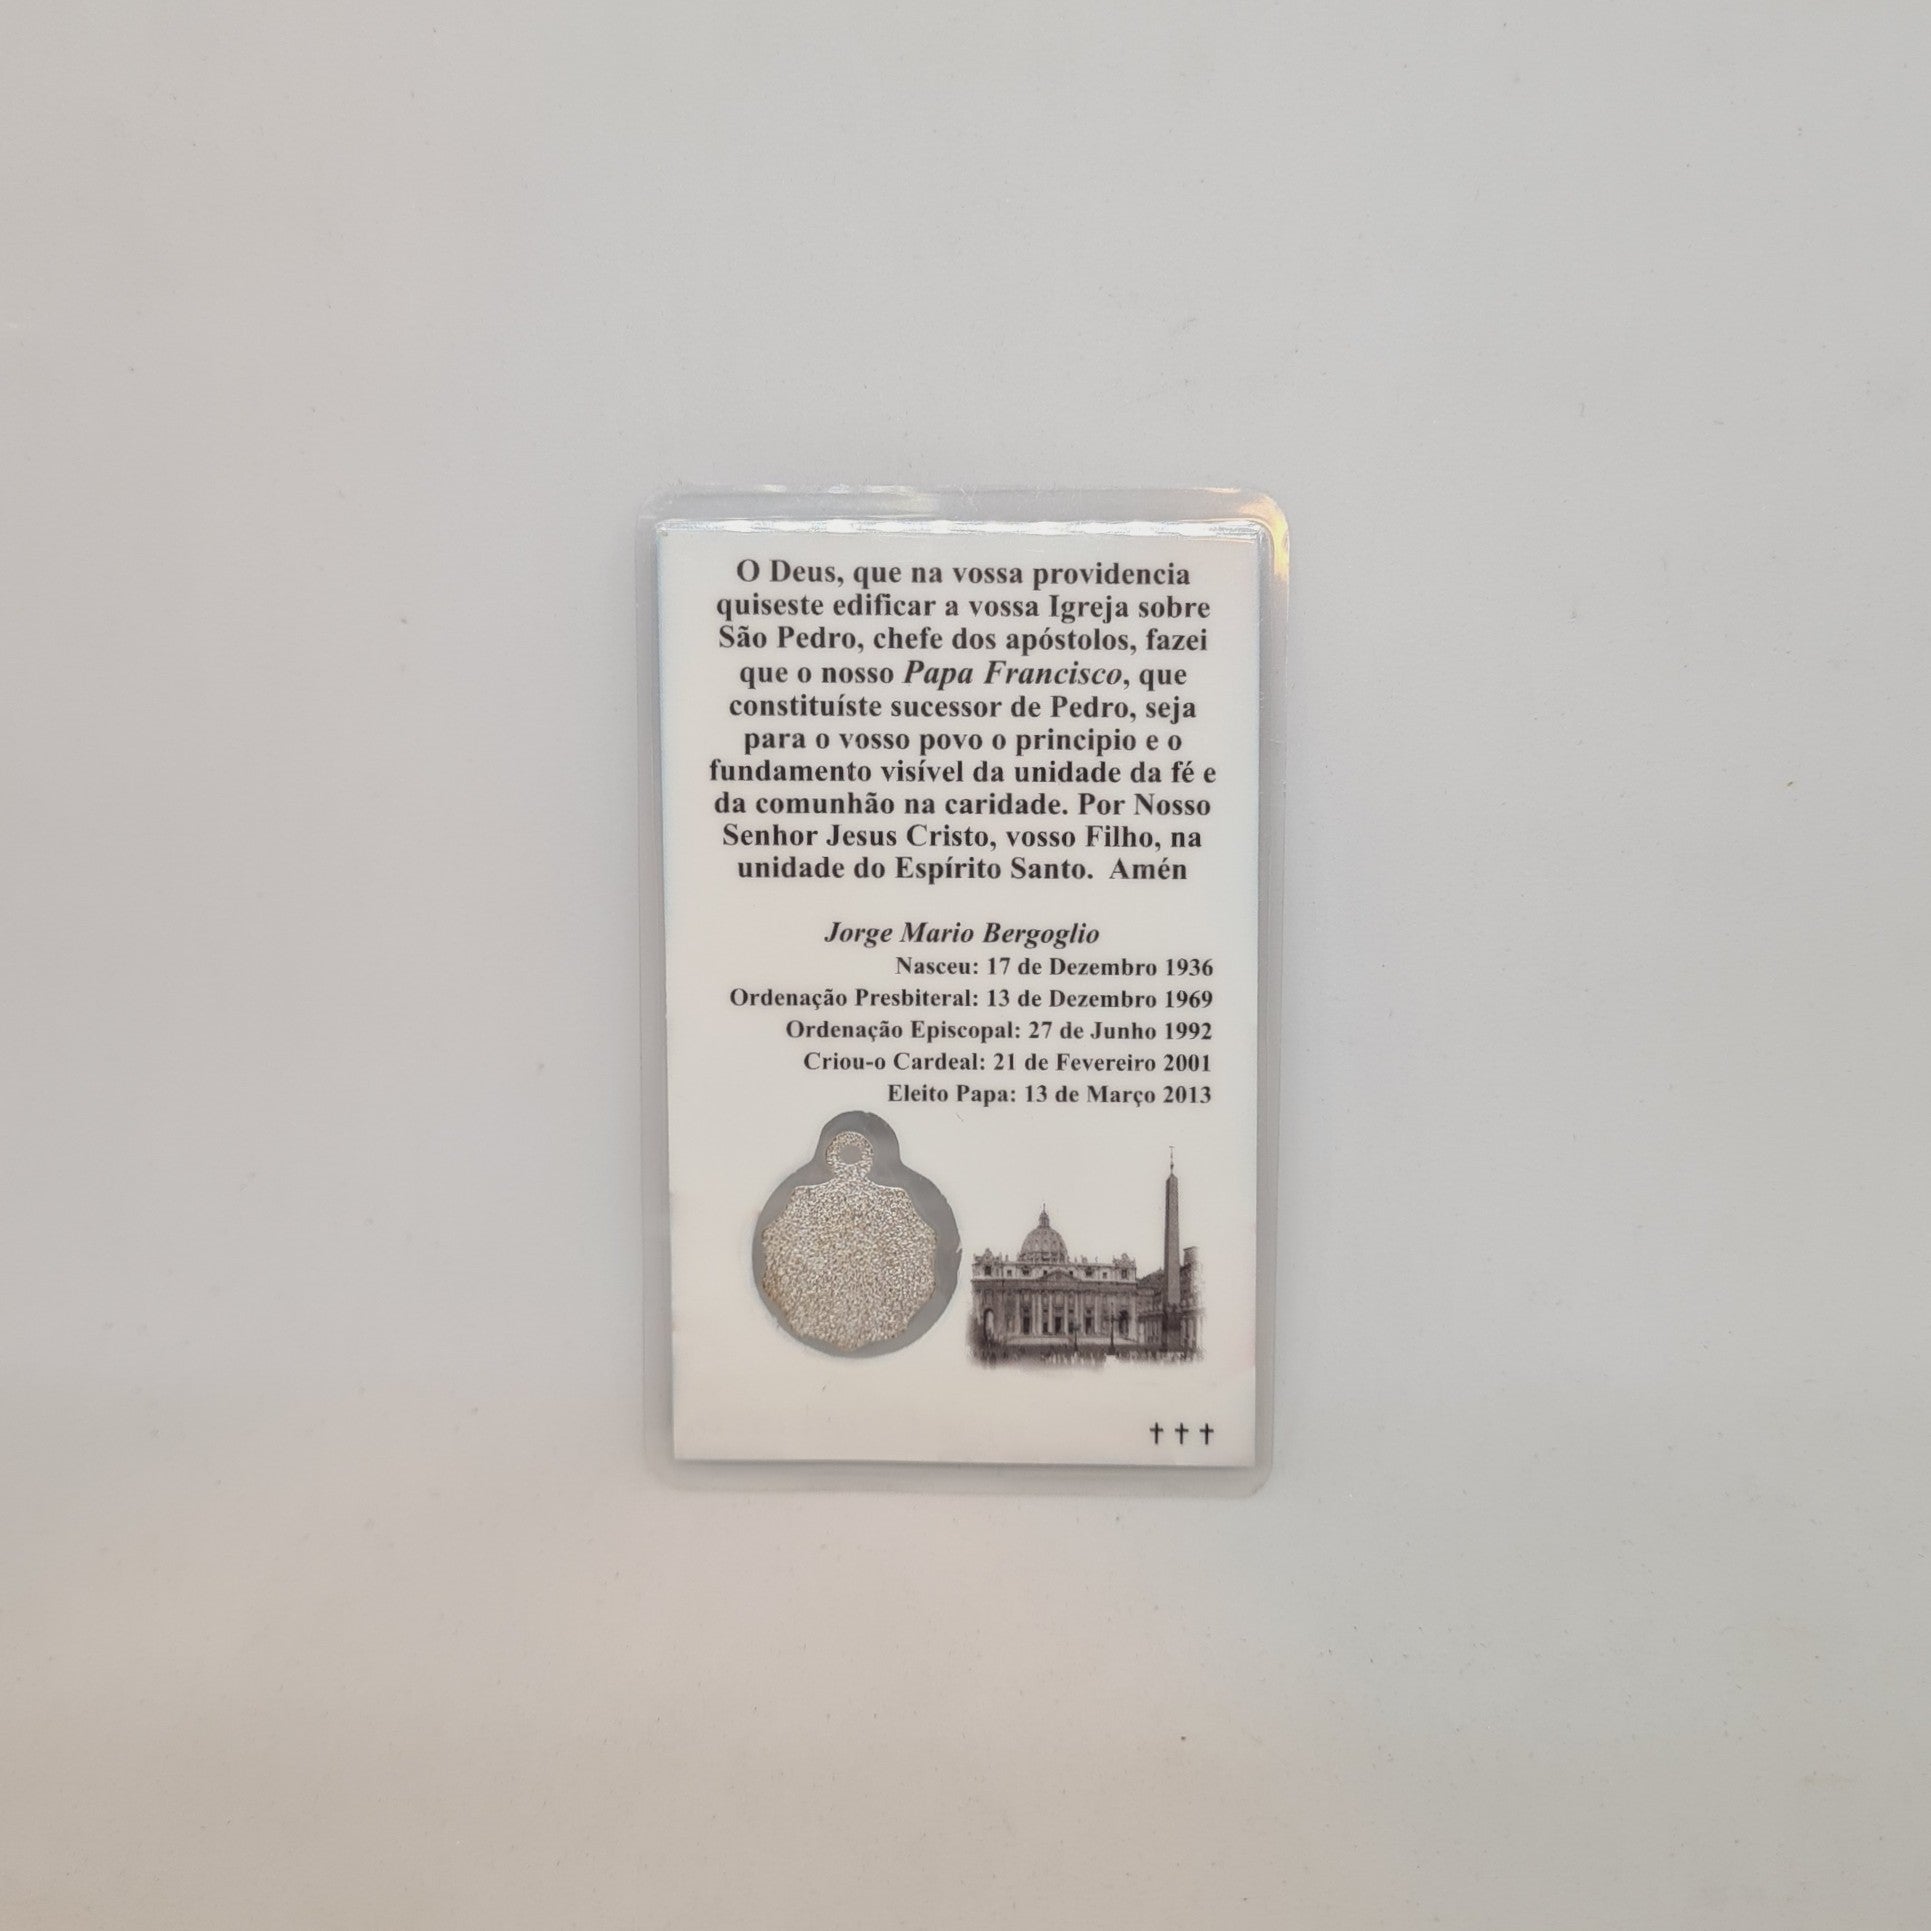 O Deus, que na vossa providencia
quiseste edificar a vossa Igreja sobre
São Pedro, chefe dos apóstolos, fazei
que o nosso Papa Francisco, que
constituíste sucessor de Pedro, seja
para o vosso povo o principio e o
fundamento visível da unidade da fé e
da comunhão na caridade. Por Nosso
Senhor Jesus Cristo, vosso Filho, na
unidade do Espírito Santo.  Amén
Jorge Mario Bergoglio
Nasceu: 17 de Dezembro 1936
Ordenação Presbiteral: 13 de Dezembro 1969
Ordenação Episcopal: 27 de Junho 1992
Criou-o Cardeal: 21 de Fevereiro 2001
Eleito Papa: 13 de Março 2013